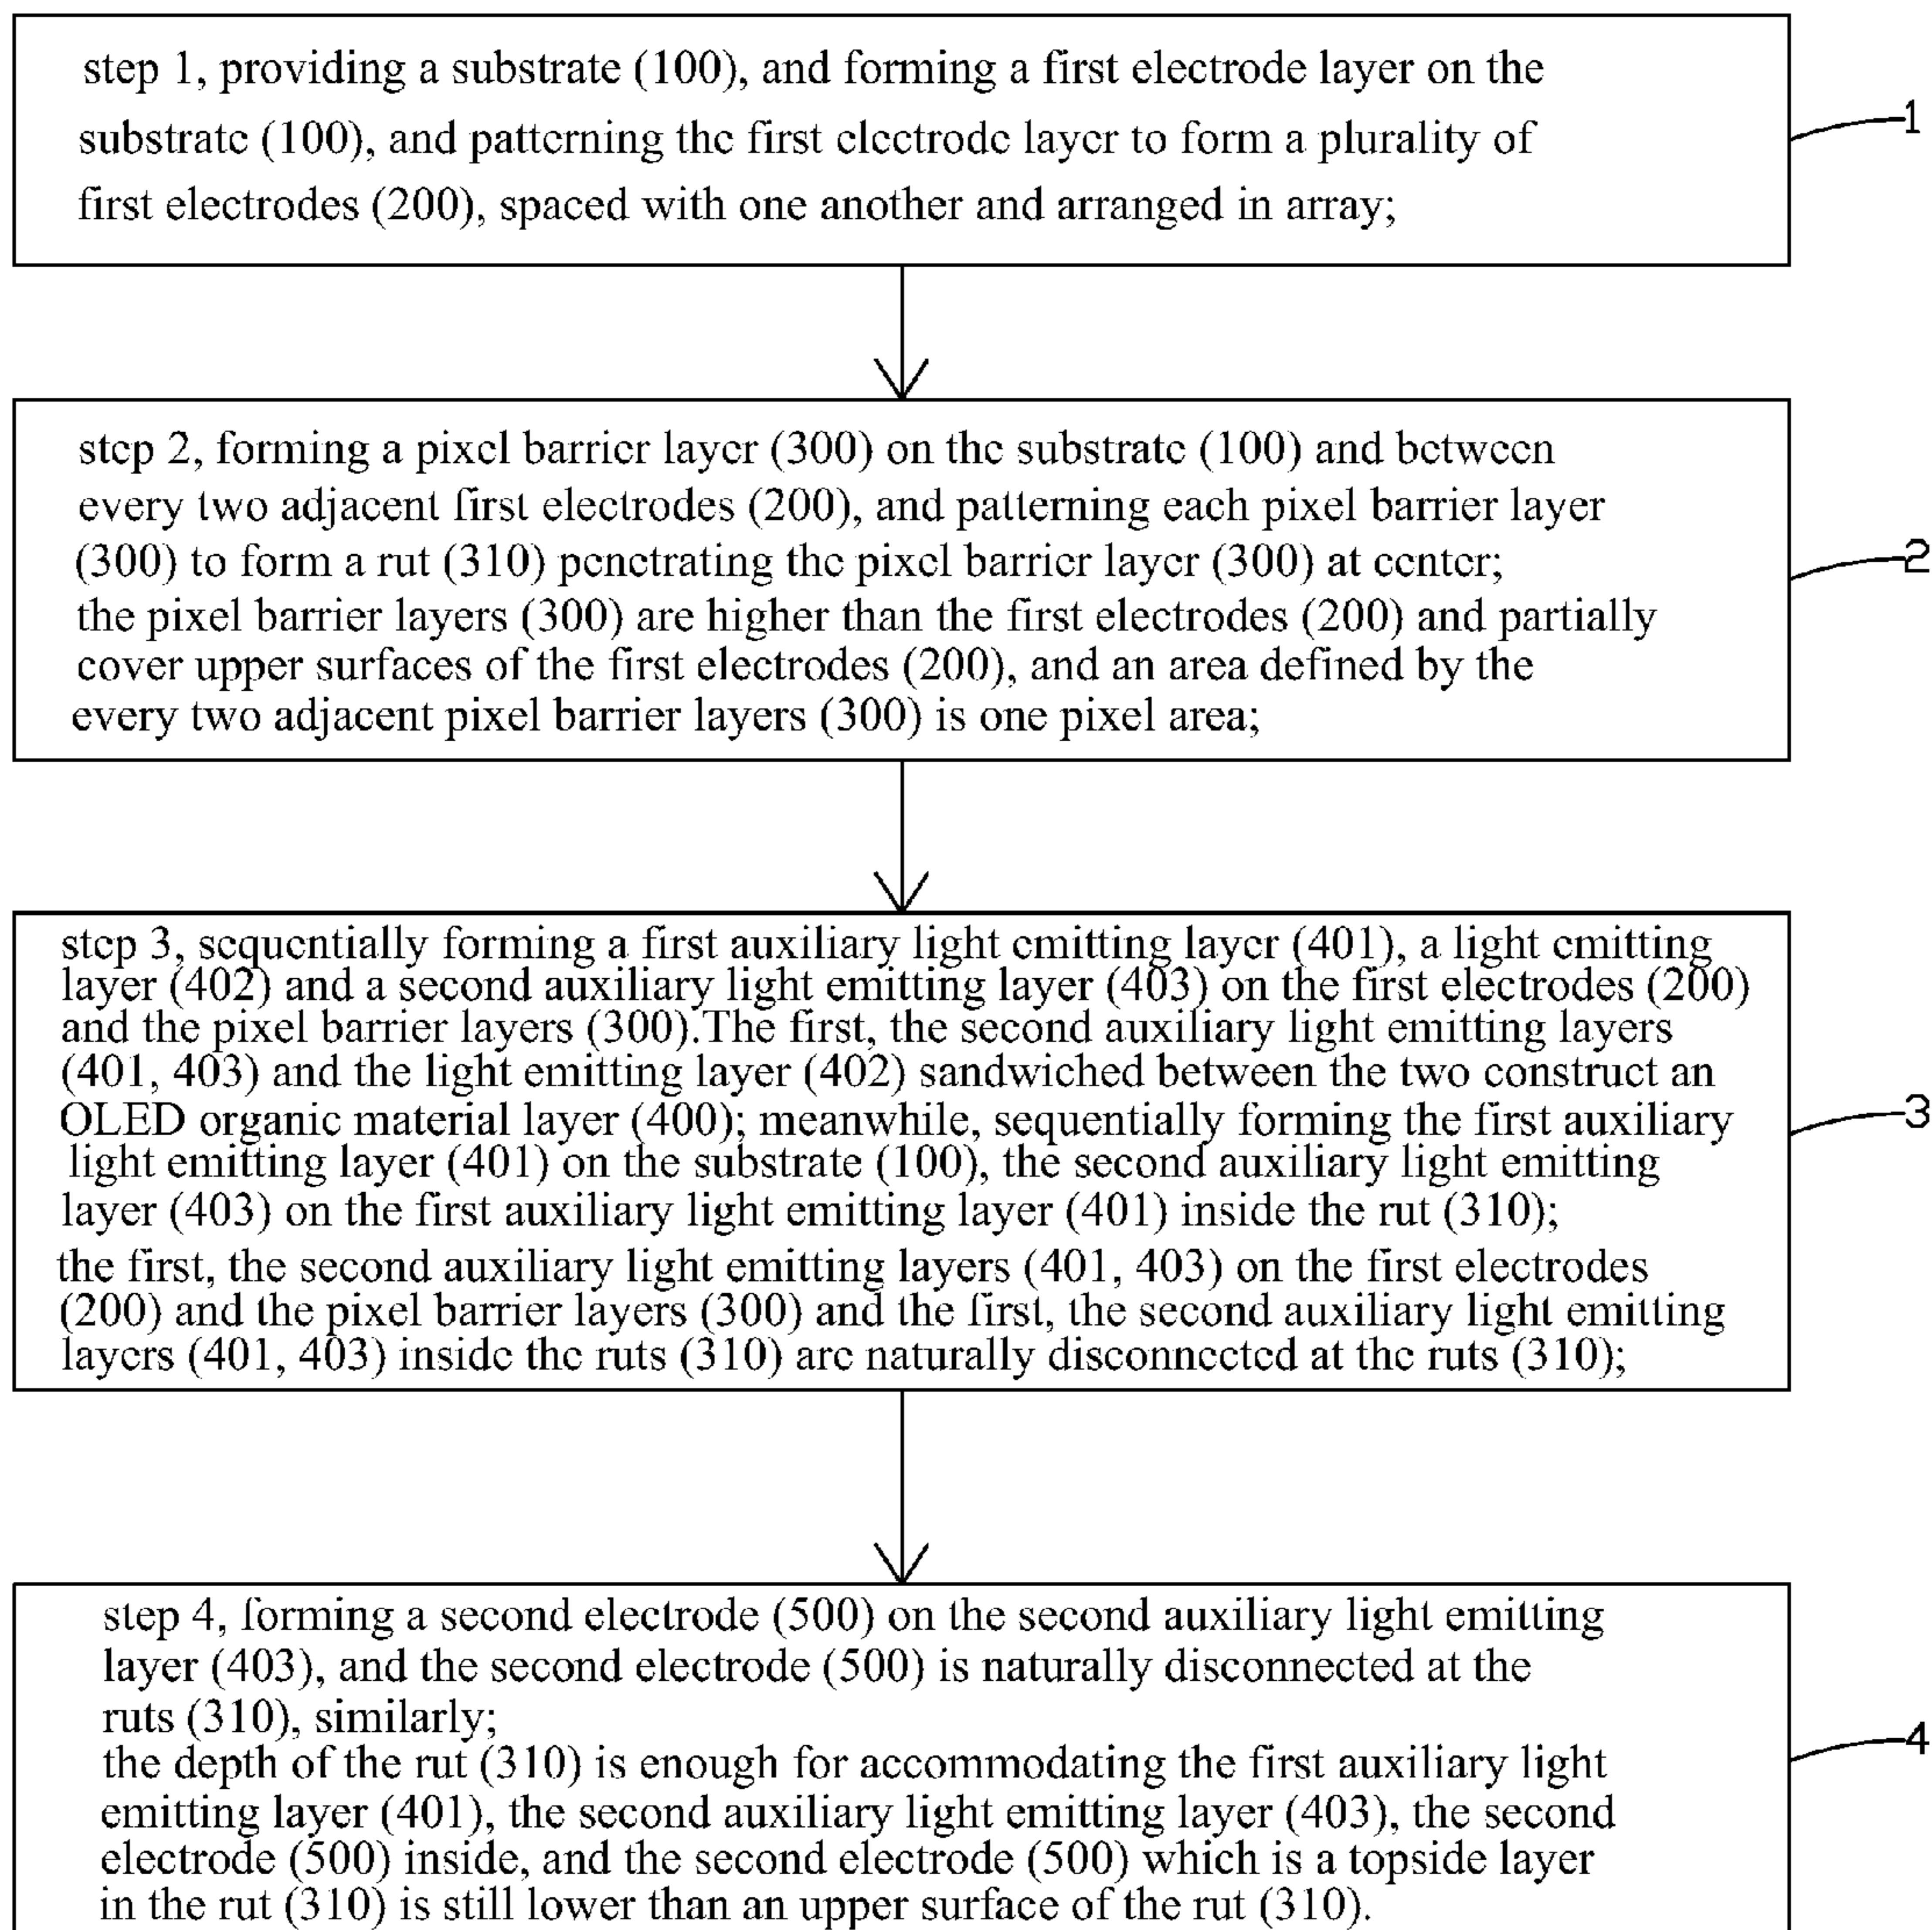 step 1, providing a substrate (100), and forming a first electrode layer on the
substrate (100), and patterning the first electrode layer to form a plurality of
first electrodes (200), spaced with one another and arranged in array;
1
step 2, forming a pixel barrier layer (300) on the substrate (100) and between
every two adjacent first electrodes (200), and patterning each pixel barrier layer
(300) to form a rut (310) penetrating the pixel barrier layer (300) at center;
the pixel barrier layers (300) are higher than the first electrodes (200) and partially
cover upper surfaces of the first electrodes (200), and an area defined by the
every two adjacent pixel barrier layers (300) is one pixel area;
2
step 3, sequentially forming a first auxiliary light emitting layer (401), a light emitting
layer (402) and a second auxiliary light emitting layer (403) on the first electrodes (200)
and the pixel barrier layers (300).The first, the second auxiliary light emitting layers
(401, 403) and the light emitting layer (402) sandwiched between the two construct an
OLED organic material layer (400); meanwhile, sequentially forming the first auxiliary
light emitting layer (401) on the substrate (100), the second auxiliary light emitting
layer (403) on the first auxiliary light emitting layer (401) inside the rut (310);
the first, the second auxiliary light emitting layers (401, 403) on the first electrodes
(200) and the pixel barrier layers (300) and the first, the second auxiliary light emitting
layers (401, 403) inside the ruts (310) are naturally disconnected at the ruts (310);
3
step 4, forming a second electrode (500) on the second auxiliary light emitting
layer (403), and the second electrode (500) is naturally disconnected at the
ruts (310), similarly;
the depth of the rut (310) is enough for accommodating the first auxiliary light
emitting layer (401), the second auxiliary light emitting layer (403), the second
electrode (500) inside, and the second electrode (500) which is a topside layer
in the rut (310) is still lower than an upper surface of the rut (310).
4